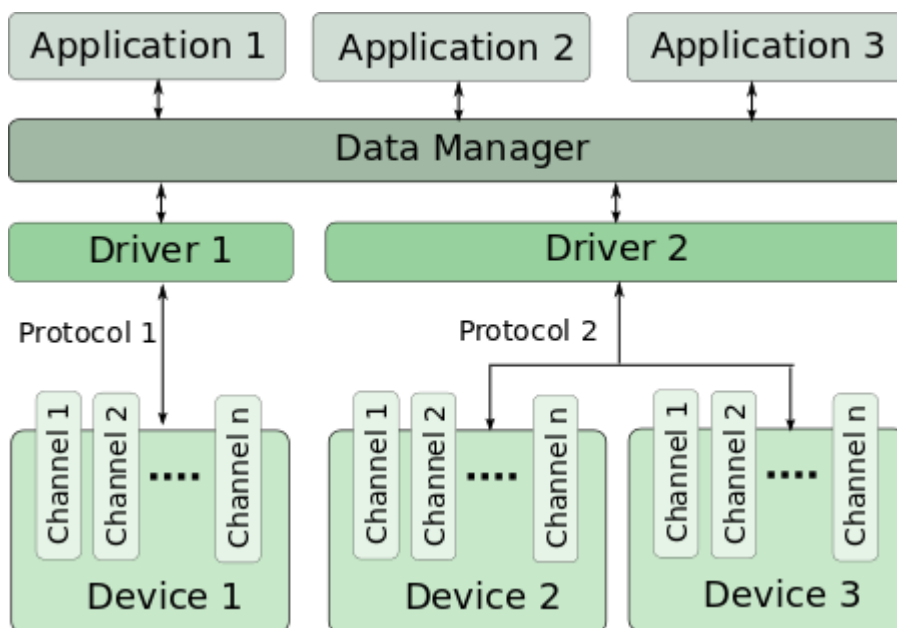 Application 1
Application 2
Application 3
Data Manager
Driver 1
Driver 2
Protocol 1
Protocol 2
Channel 1
Channel 2
....
Channel n
Channel 1
Channel 2
....
Channel n
Channel 1
Channel 2
....
Channel n
Device 1
Device 2
Device 3